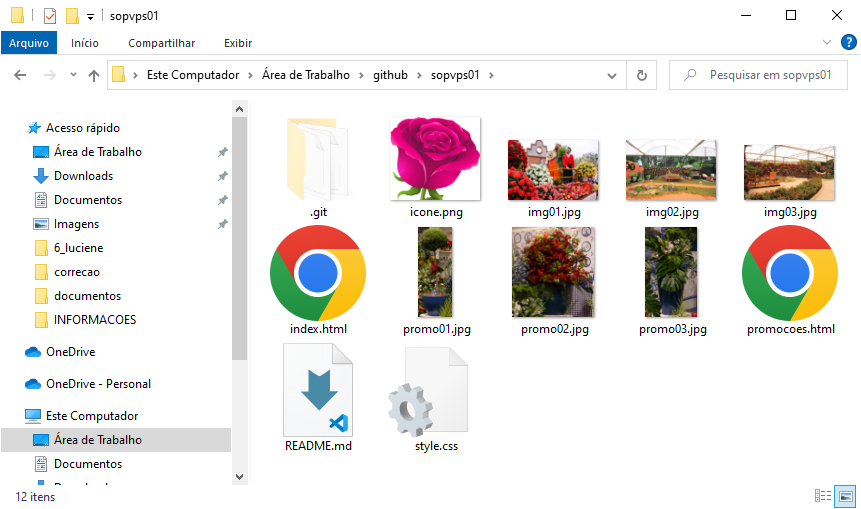 sopvps01
Arquivo Início Compartilhar Exibir
Este Computador Área de Trabalho github sopvps01
Pesquisar em sopvps01
Acesso rápido
Área de Trabalho
Downloads
Documentos
Imagens
6_luciene
correcao
documentos
INFORMACOES
OneDrive
OneDrive - Personal
Este Computador
Área de Trabalho
Documentos
.git icone.png img01.jpg img02.jpg img03.jpg
index.html promo01.jpg promo02.jpg promo03.jpg promocoes.html
README.md style.css
12 itens